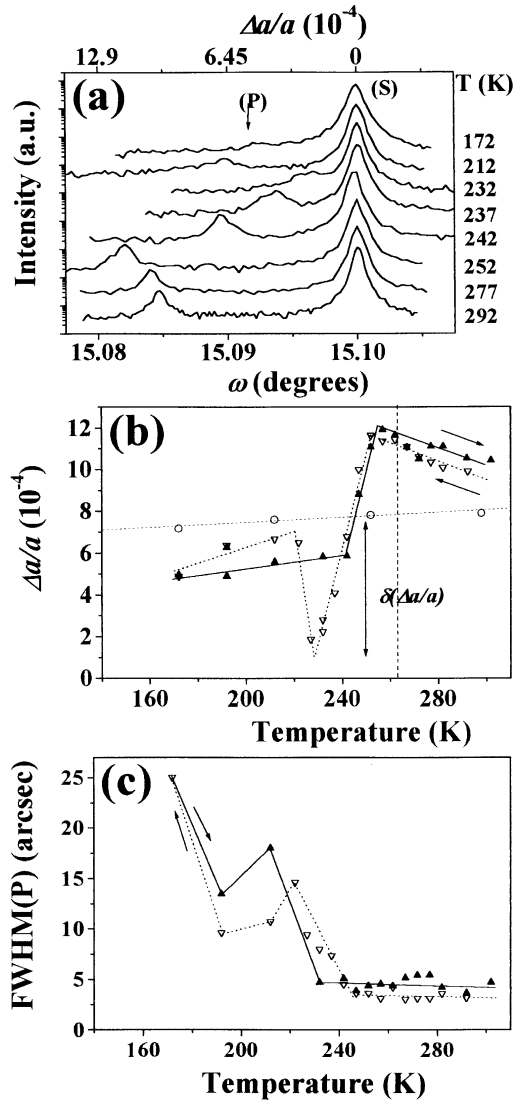 Δa/a (10⁻⁴)
12.9 6.45 0
(a) (P) (S) T (K)
172
212
232
237
242
252
277
292
Intensity (a.u.)
15.08 15.09 15.10
ω (degrees)
(b)
12
10
8
6
4
2
0
Δa/a (10⁻⁴)
δ(Δa/a)
160 200 240 280
Temperature (K)
(c)
25
20
15
10
5
0
FWHM(P) (arcsec)
160 200 240 280
Temperature (K)